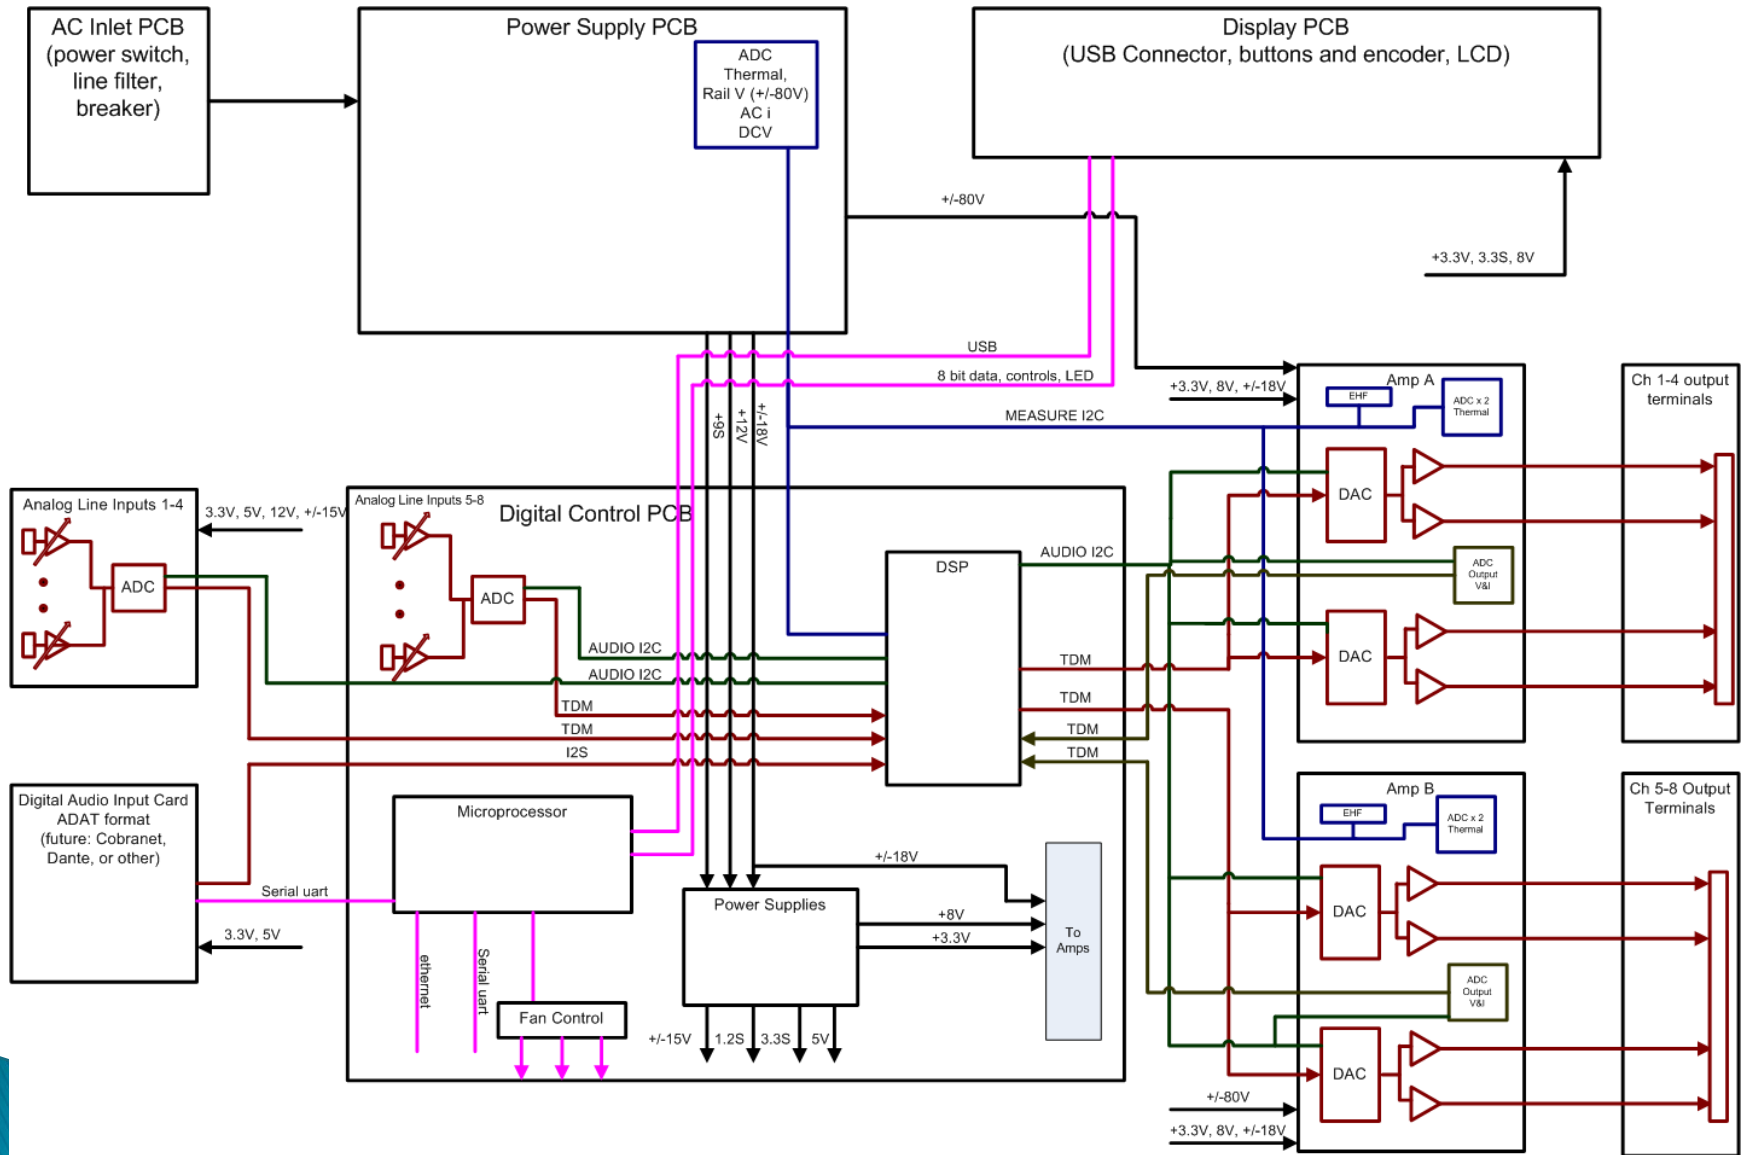 AC Inlet PCB
(power switch,
line filter,
breaker)
Power Supply PCB
ADC
Thermal,
Rail V (+/-80V)
AC i
DCV
Display PCB
(USB Connector, buttons and encoder, LCD)
+/-80V
+3.3V, 3.3S, 8V
USB
8 bit data, controls, LED
MEASURE I2C
+9S
+12V
+/-18V
+3.3V, 8V, +/-18V
Amp A
EHF
ADC x 2
Thermal
DAC
ADC
Output
V&I
DAC
Ch 1-4 output
terminals
Analog Line Inputs 1-4
ADC
3.3V, 5V, 12V, +/-15V
Analog Line Inputs 5-8
Digital Control PCB
ADC
DSP
AUDIO I2C
AUDIO I2C
AUDIO I2C
TDM
TDM
I2S
TDM
TDM
TDM
TDM
Digital Audio Input Card
ADAT format
(future: Cobranet,
Dante, or other)
Serial uart
3.3V, 5V
Microprocessor
ethernet
Serial uart
Fan Control
Power Supplies
+/-18V
+8V
+3.3V
To
Amps
+/-15V
1.2S
3.3S
5V
Amp B
EHF
ADC x 2
Thermal
DAC
ADC
Output
V&I
DAC
+/-80V
+3.3V, 8V, +/-18V
Ch 5-8 Output
Terminals